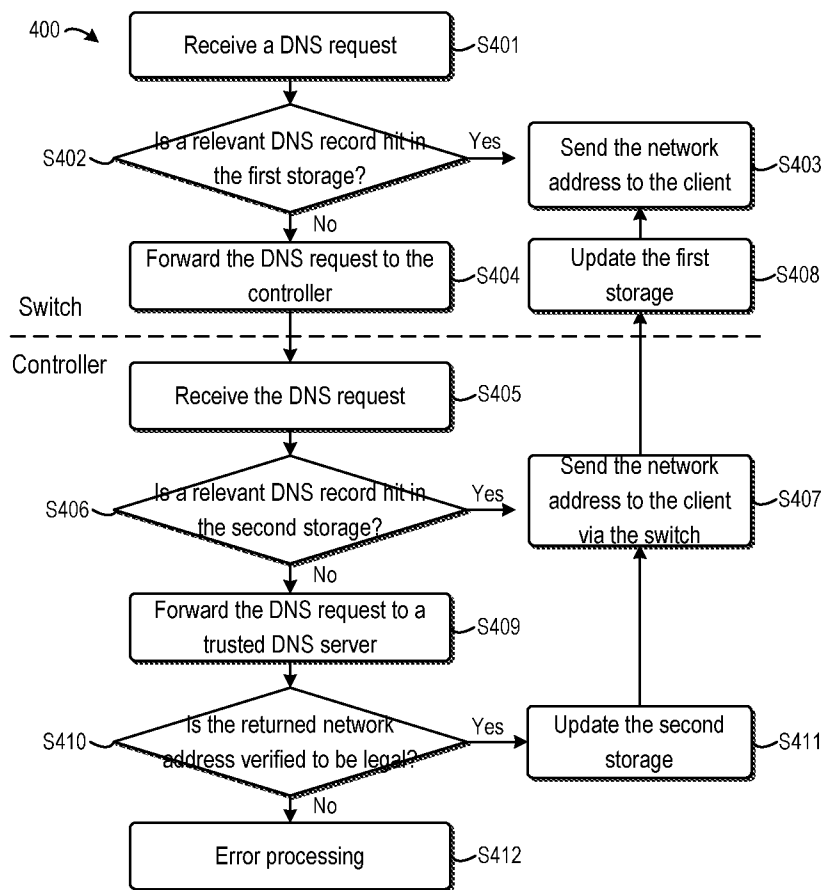 400
Receive a DNS request
S401
Is a relevant DNS record hit in
the first storage?
S402
Yes
No
Send the network
address to the client
S403
Forward the DNS request to the
controller
S404
Update the first
storage
S408
Switch
Controller
Receive the DNS request
S405
Is a relevant DNS record hit in
the second storage?
S406
Yes
No
Send the network
address to the client
via the switch
S407
Forward the DNS request to a
trusted DNS server
S409
Is the returned network
address verified to be legal?
S410
Yes
No
Update the second
storage
S411
Error processing
S412